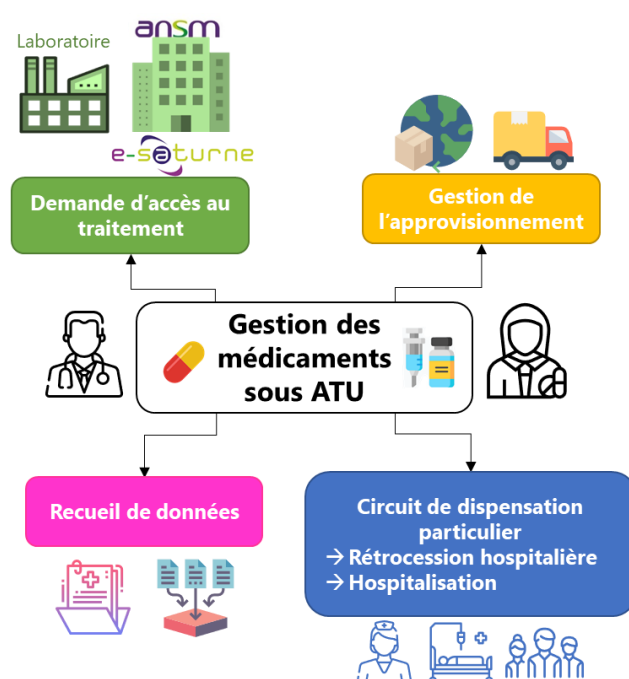 ansm
Laboratoire
e-saturne
Demande d'accès au
traitement
Gestion de
l'approvisionnement
Gestion des
médicaments
sous ATU
Recueil de données
Circuit de dispensation
particulier
→ Rétrocession hospitalière
→ Hospitalisation